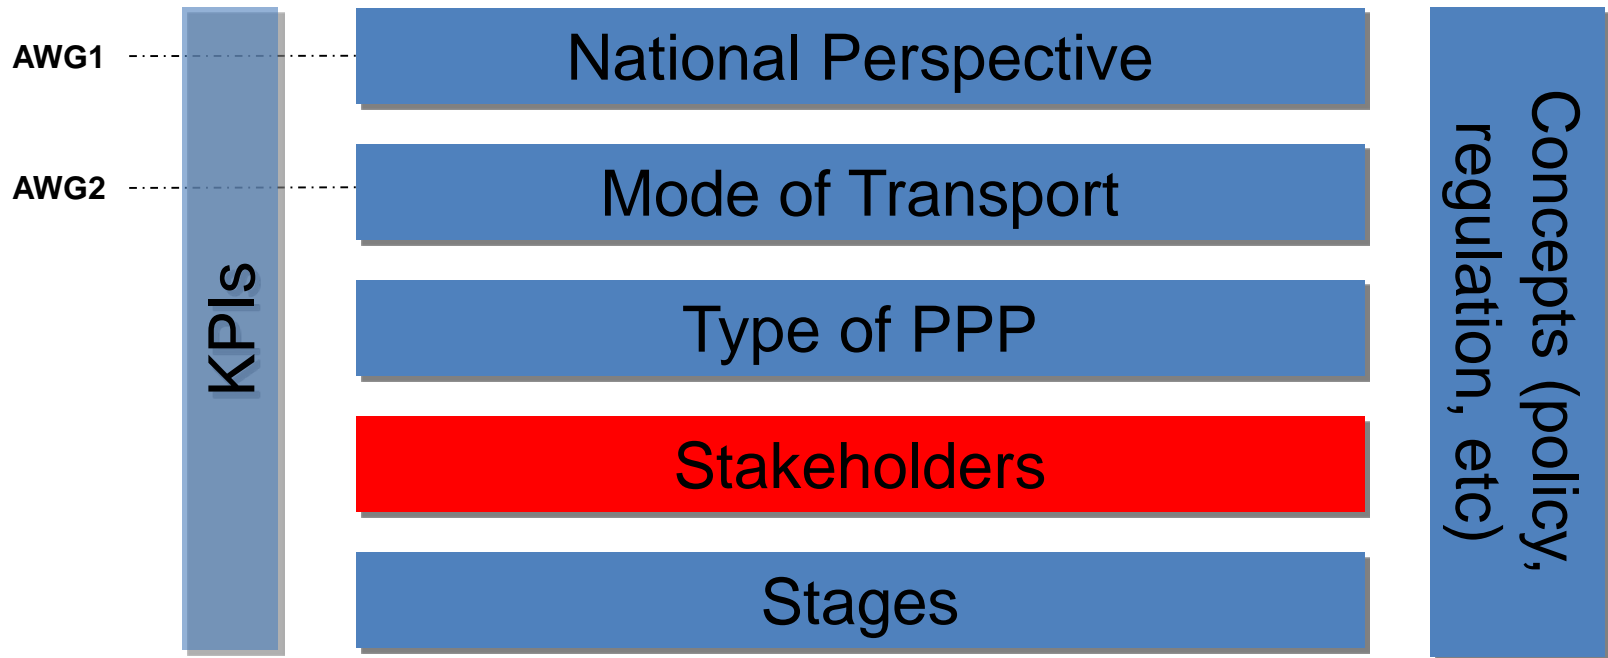 AWG1
National Perspective
AWG2
Mode of Transport
KPIs
Type of PPP
Stakeholders
Stages
Concepts (policy,
regulation, etc)